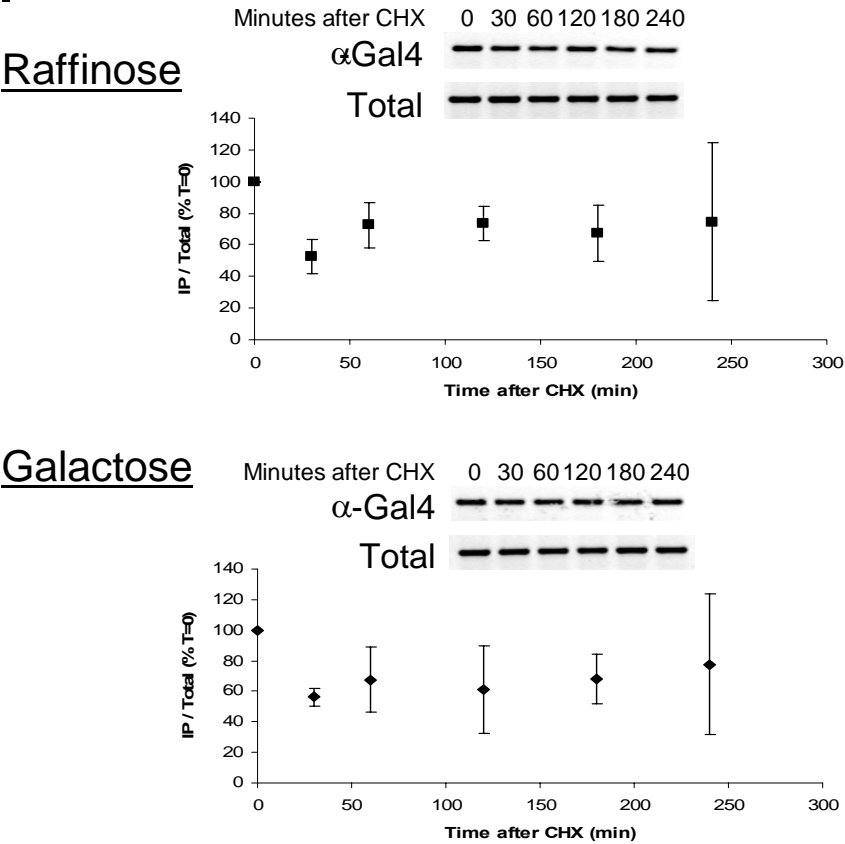 Minutes after CHX 0 30 60 120 180 240
Raffinose
αGal4
Total
140
120
100
80
60
40
20
0
IP / Total (% T=0)
0 50 100 150 200 250 300
Time after CHX (min)
Galactose
Minutes after CHX 0 30 60 120 180 240
α-Gal4
Total
140
120
100
80
60
40
20
0
IP / Total (% T=0)
0 50 100 150 200 250 300
Time after CHX (min)